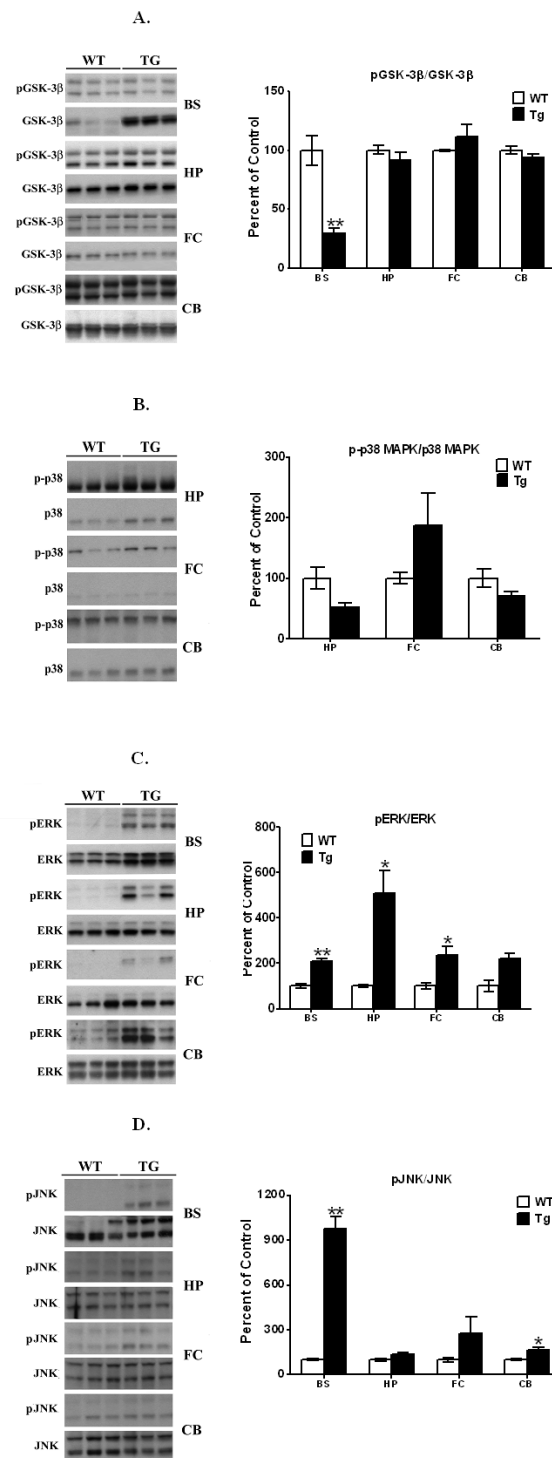 A.
WT TG
pGSK-3β
GSK-3β
BS
pGSK-3β
GSK-3β
HP
pGSK-3β
GSK-3β
FC
pGSK-3β
GSK-3β
CB
pGSK-3β/GSK-3β
WT
Tg
Percent of Control
150
100
50
0
**
BS HP FC CB
B.
WT TG
p-p38
p38
HP
p-p38
p38
FC
p-p38
p38
CB
p-p38 MAPK/p38 MAPK
WT
Tg
Percent of Control
300
200
100
0
HP FC CB
C.
WT TG
pERK
ERK
BS
pERK
ERK
HP
pERK
ERK
FC
pERK
ERK
CB
pERK/ERK
WT
Tg
Percent of Control
800
600
400
200
0
** * *
BS HP FC CB
D.
WT TG
pJNK
JNK
BS
pJNK
JNK
HP
pJNK
JNK
FC
pJNK
JNK
CB
pJNK/JNK
WT
Tg
Percent of Control
1200
900
600
300
0
** *
BS HP FC CB